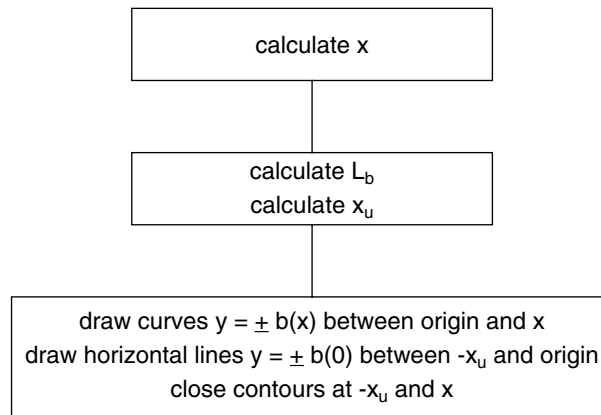 calculate x
calculate L_b
calculate x_u
draw curves y = ± b(x) between origin and x
draw horizontal lines y = ± b(0) between -x_u and origin
close contours at -x_u and x